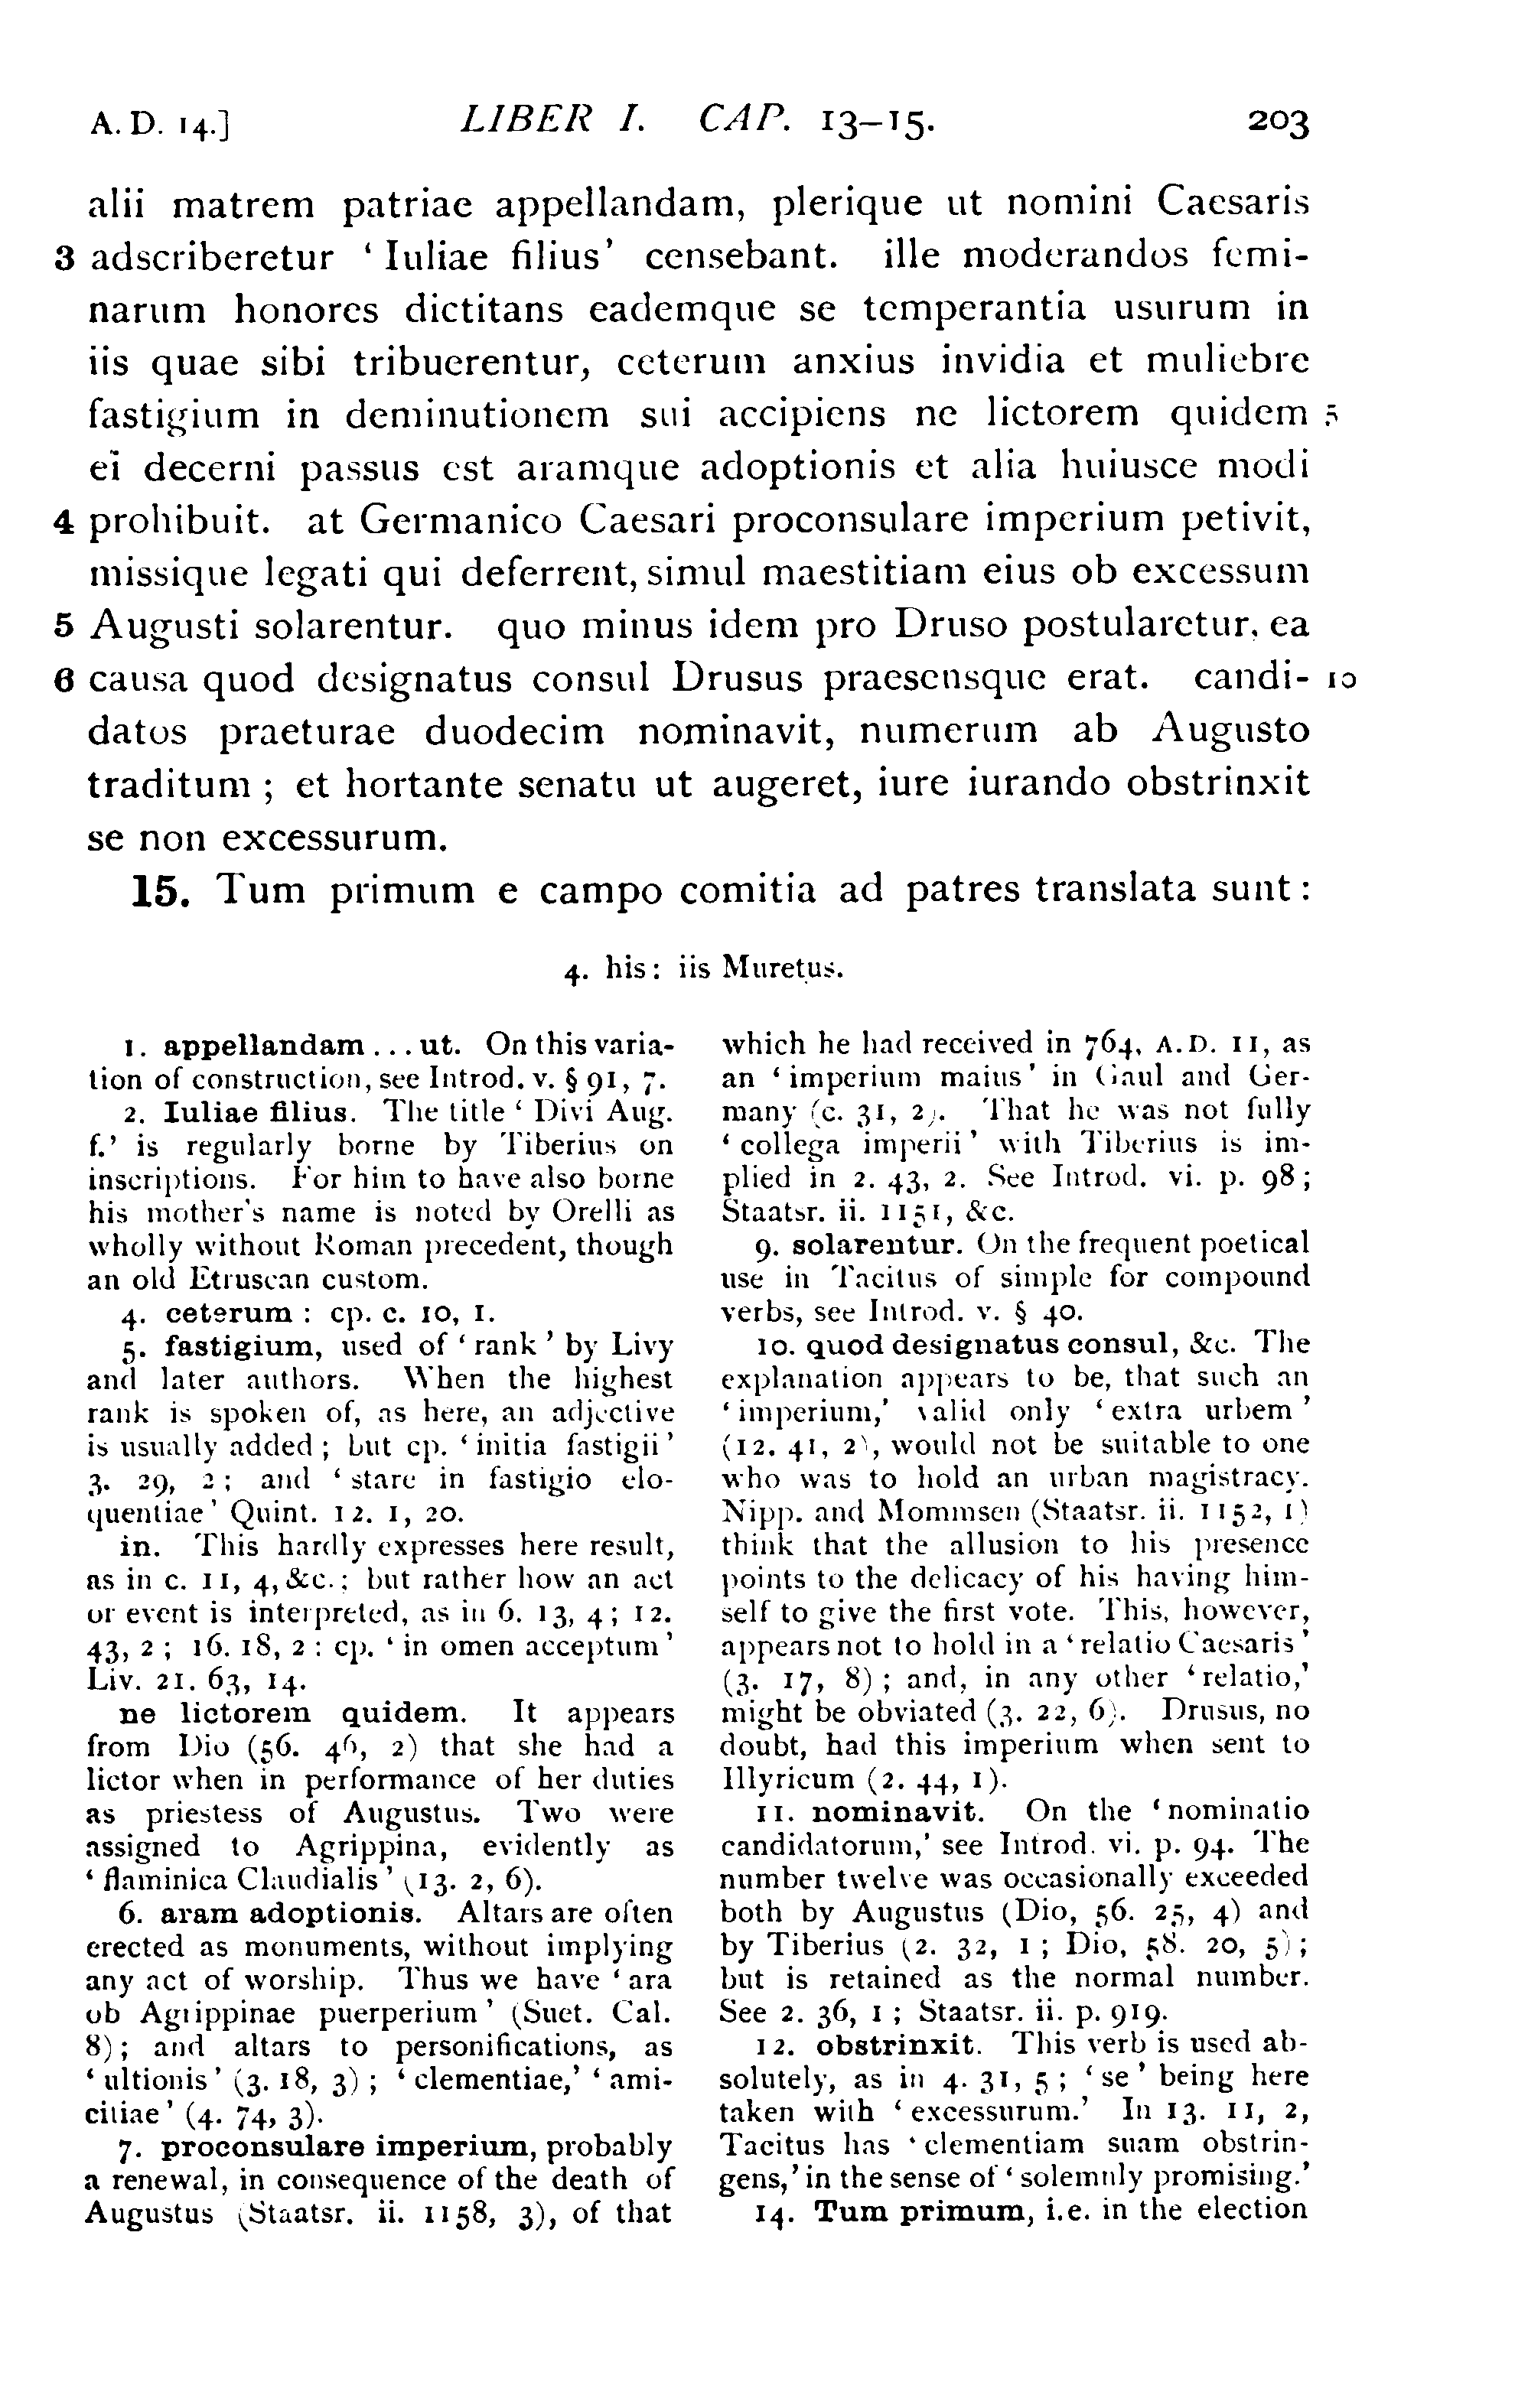 A. D. 14.] LIBER I. CAP. 13–15. 203
alii matrem patriae appellandam, plerique ut nomini Caesaris
3 adscriberetur ‘ Iuliae filius’ censebant. ille moderandos femi-
narum honores dictitans eademque se temperantia usurum in
iis quae sibi tribuerentur, ceterum anxius invidia et muliebre
fastigium in deminutionem sui accipiens ne lictorem quidem 5
ei decerni passus est aramque adoptionis et alia huiusce modi
4 prohibuit. at Germanico Caesari proconsulare imperium petivit,
missique legati qui deferrent, simul maestitiam eius ob excessum
5 Augusti solarentur. quo minus idem pro Druso postularetur, ea
6 causa quod designatus consul Drusus praesensque erat. candi- 10
datos praeturae duodecim nominavit, numerum ab Augusto
traditum ; et hortante senatu ut augeret, iure iurando obstrinxit
se non excessurum.
15. Tum primum e campo comitia ad patres translata sunt :
4. his : iis Muretus.
1. appellandam . . . ut. On this varia-
tion of construction, see Introd. v. § 91, 7.
2. Iuliae filius. The title ‘ Divi Aug.
f.’ is regularly borne by Tiberius on
inscriptions. For him to have also borne
his mother's name is noted by Orelli as
wholly without Roman precedent, though
an old Etruscan custom.
4. ceterum : cp. c. 10, 1.
5. fastigium, used of ‘ rank ’ by Livy
and later authors. When the highest
rank is spoken of, as here, an adjective
is usually added ; but cp. ‘ initia fastigii ’
3. 29, 2 ; and ‘ stare in fastigio elo-
quentiae ’ Quint. 12. 1, 20.
in. This hardly expresses here result,
as in c. 11, 4, &c. ; but rather how an act
or event is interpreted, as in 6. 13, 4 ; 12.
43, 2 ; 16. 18, 2 : cp. ‘ in omen acceptum ’
Liv. 21. 63, 14.
ne lictorem quidem. It appears
from Dio (56. 46, 2) that she had a
lictor when in performance of her duties
as priestess of Augustus. Two were
assigned to Agrippina, evidently as
‘ flaminica Claudialis ’ (13. 2, 6).
6. aram adoptionis. Altars are often
erected as monuments, without implying
any act of worship. Thus we have ‘ ara
ob Agrippinae puerperium ’ (Suet. Cal.
8) ; and altars to personifications, as
‘ ultionis ’ (3. 18, 3) ; ‘ clementiae,’ ‘ ami-
citiae ’ (4. 74, 3).
7. proconsulare imperium, probably
a renewal, in consequence of the death of
Augustus (Staatsr. ii. 1158, 3), of that
which he had received in 764, A.D. 11, as
an ‘ imperium maius ’ in Gaul and Ger-
many (c. 31, 2). That he was not fully
‘ collega imperii ’ with Tiberius is im-
plied in 2. 43, 2. See Introd. vi. p. 98 ;
Staatsr. ii. 1151, &c.
9. solarentur. On the frequent poetical
use in Tacitus of simple for compound
verbs, see Introd. v. § 40.
10. quod designatus consul, &c. The
explanation appears to be, that such an
‘ imperium,’ valid only ‘ extra urbem ’
(12. 41, 2), would not be suitable to one
who was to hold an urban magistracy.
Nipp. and Mommsen (Staatsr. ii. 1152, 1)
think that the allusion to his presence
points to the delicacy of his having him-
self to give the first vote. This, however,
appears not to hold in a ‘ relatio Caesaris ’
(3. 17, 8) ; and, in any other ‘ relatio,’
might be obviated (3. 22, 6). Drusus, no
doubt, had this imperium when sent to
Illyricum (2. 44, 1).
11. nominavit. On the ‘ nominatio
candidatorum,’ see Introd. vi. p. 94. The
number twelve was occasionally exceeded
both by Augustus (Dio, 56. 25, 4) and
by Tiberius (2. 32, 1 ; Dio, 58. 20, 5) ;
but is retained as the normal number.
See 2. 36, 1 ; Staatsr. ii. p. 919.
12. obstrinxit. This verb is used ab-
solutely, as in 4. 31, 5 ; ‘ se ’ being here
taken with ‘ excessurum.’ In 13. 11, 2,
Tacitus has ‘ clementiam suam obstrin-
gens,’ in the sense of ‘ solemnly promising.’
14. Tum primum, i. e. in the election